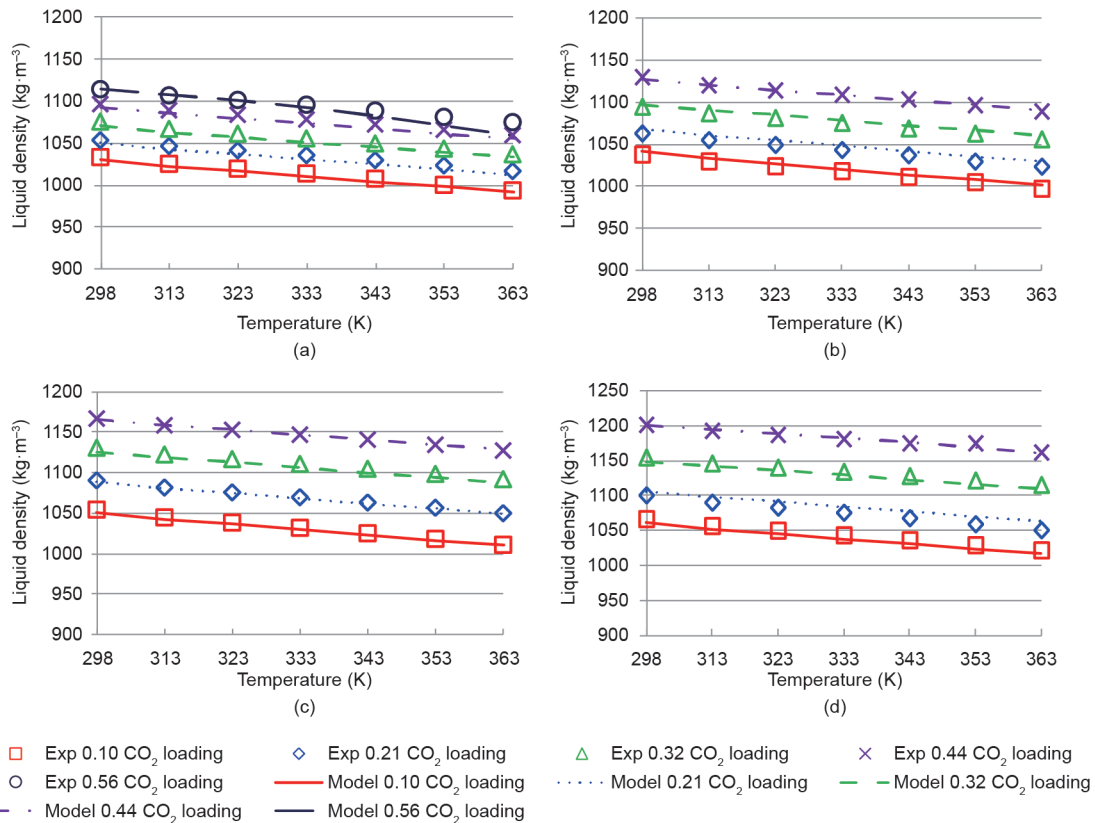 1200
1150
1100
1050
1000
950
900
Liquid density (kg·m⁻³)
298 313 323 333 343 353 363
Temperature (K)
(a)
1200
1150
1100
1050
1000
950
900
Liquid density (kg·m⁻³)
298 313 323 333 343 353 363
Temperature (K)
(b)
1200
1150
1100
1050
1000
950
900
Liquid density (kg·m⁻³)
298 313 323 333 343 353 363
Temperature (K)
(c)
1250
1200
1150
1100
1050
1000
950
900
Liquid density (kg·m⁻³)
298 313 323 333 343 353 363
Temperature (K)
(d)
Exp 0.10 CO₂ loading Exp 0.21 CO₂ loading Exp 0.32 CO₂ loading Exp 0.44 CO₂ loading
Exp 0.56 CO₂ loading Model 0.10 CO₂ loading Model 0.21 CO₂ loading Model 0.32 CO₂ loading
Model 0.44 CO₂ loading Model 0.56 CO₂ loading